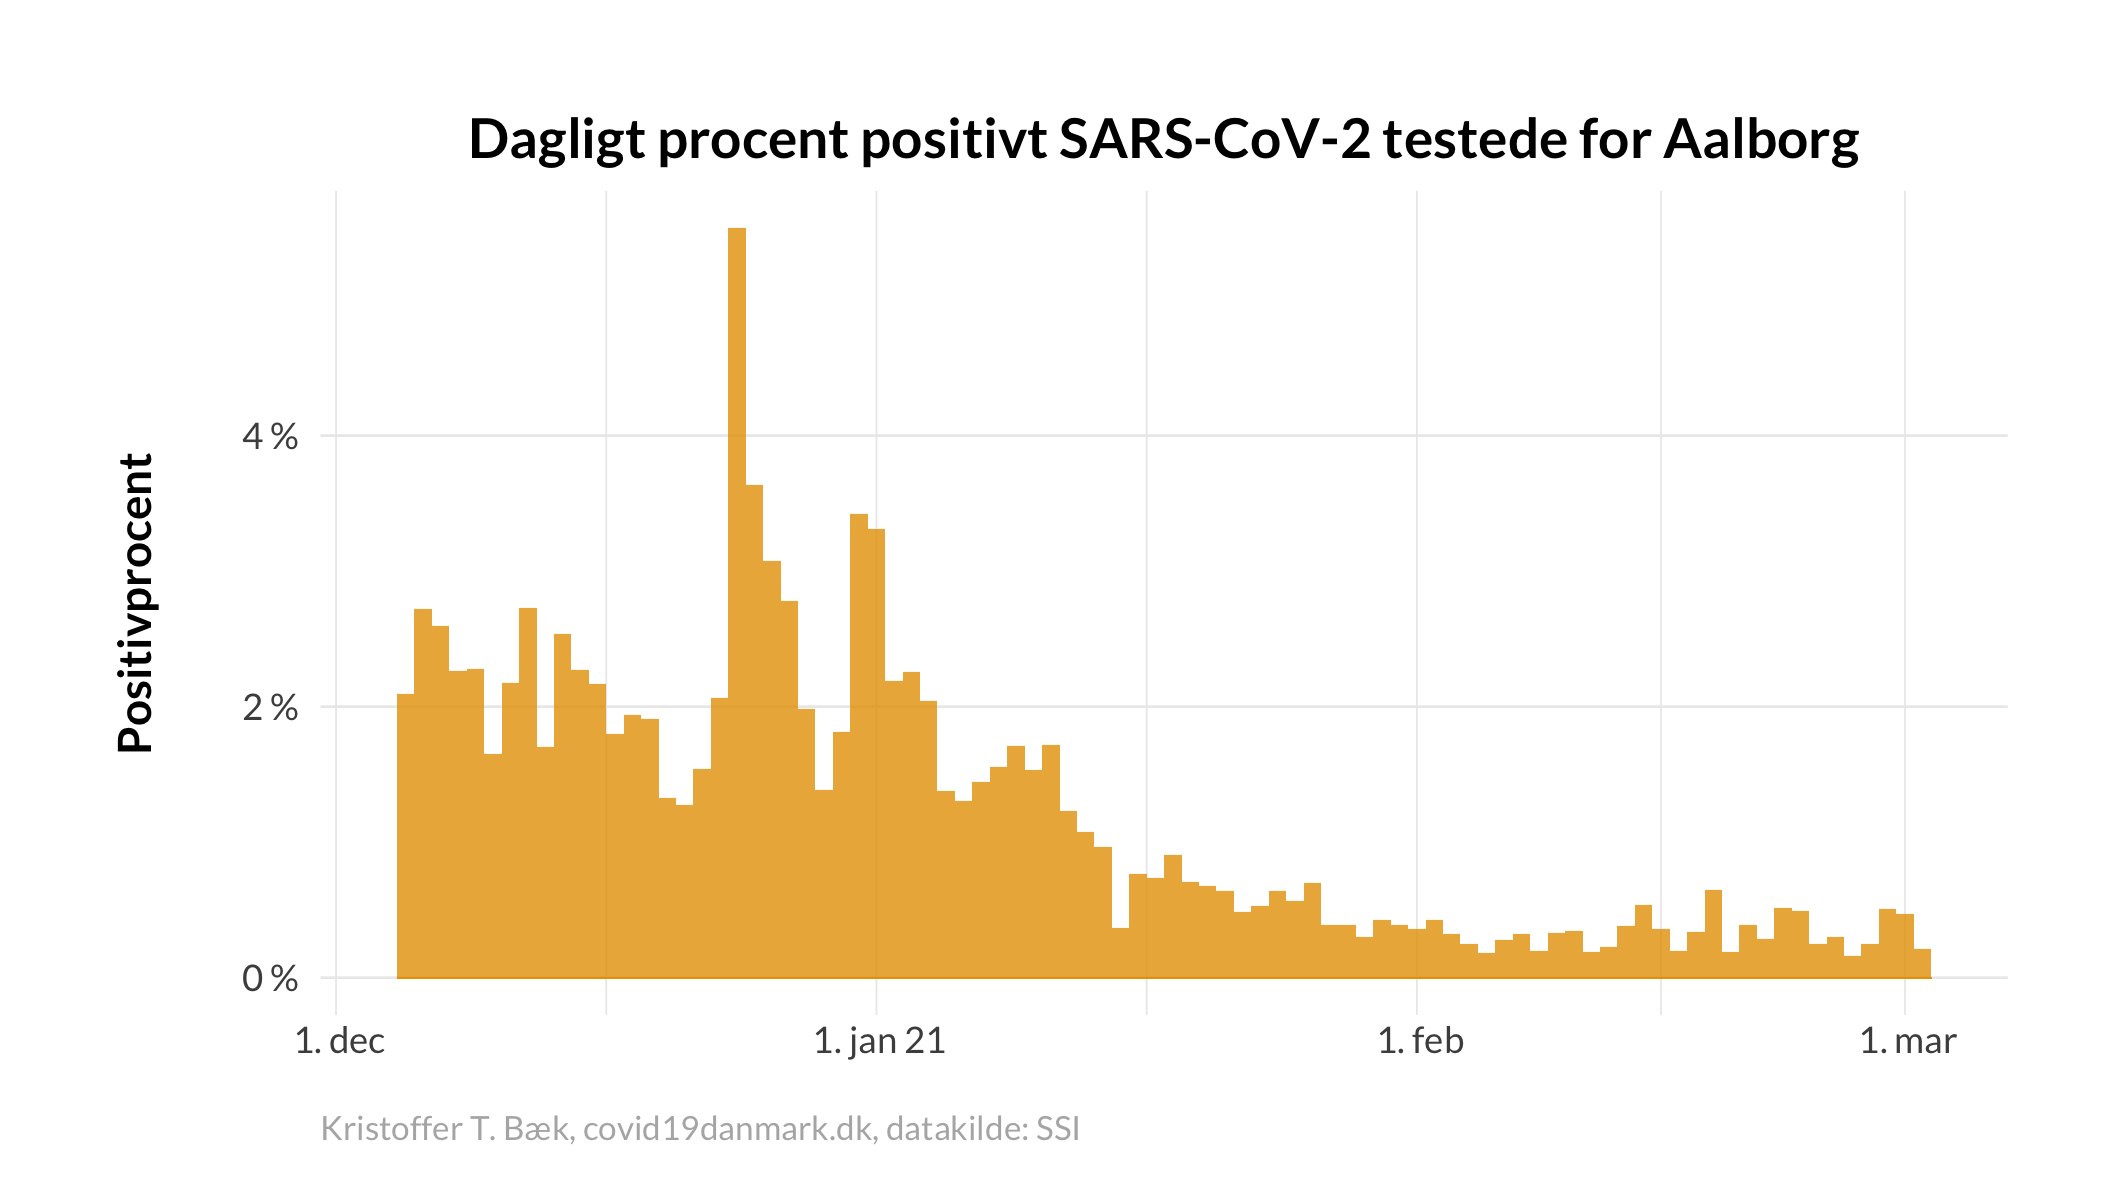 Dagligt procent positivt SARS-CoV-2 testede for Aalborg
Positivprocent
4 %
2 %
0 %
1. dec
1. jan 21
1. feb
1. mar
Kristoffer T. Bæk, covid19danmark.dk, datakilde: SSI